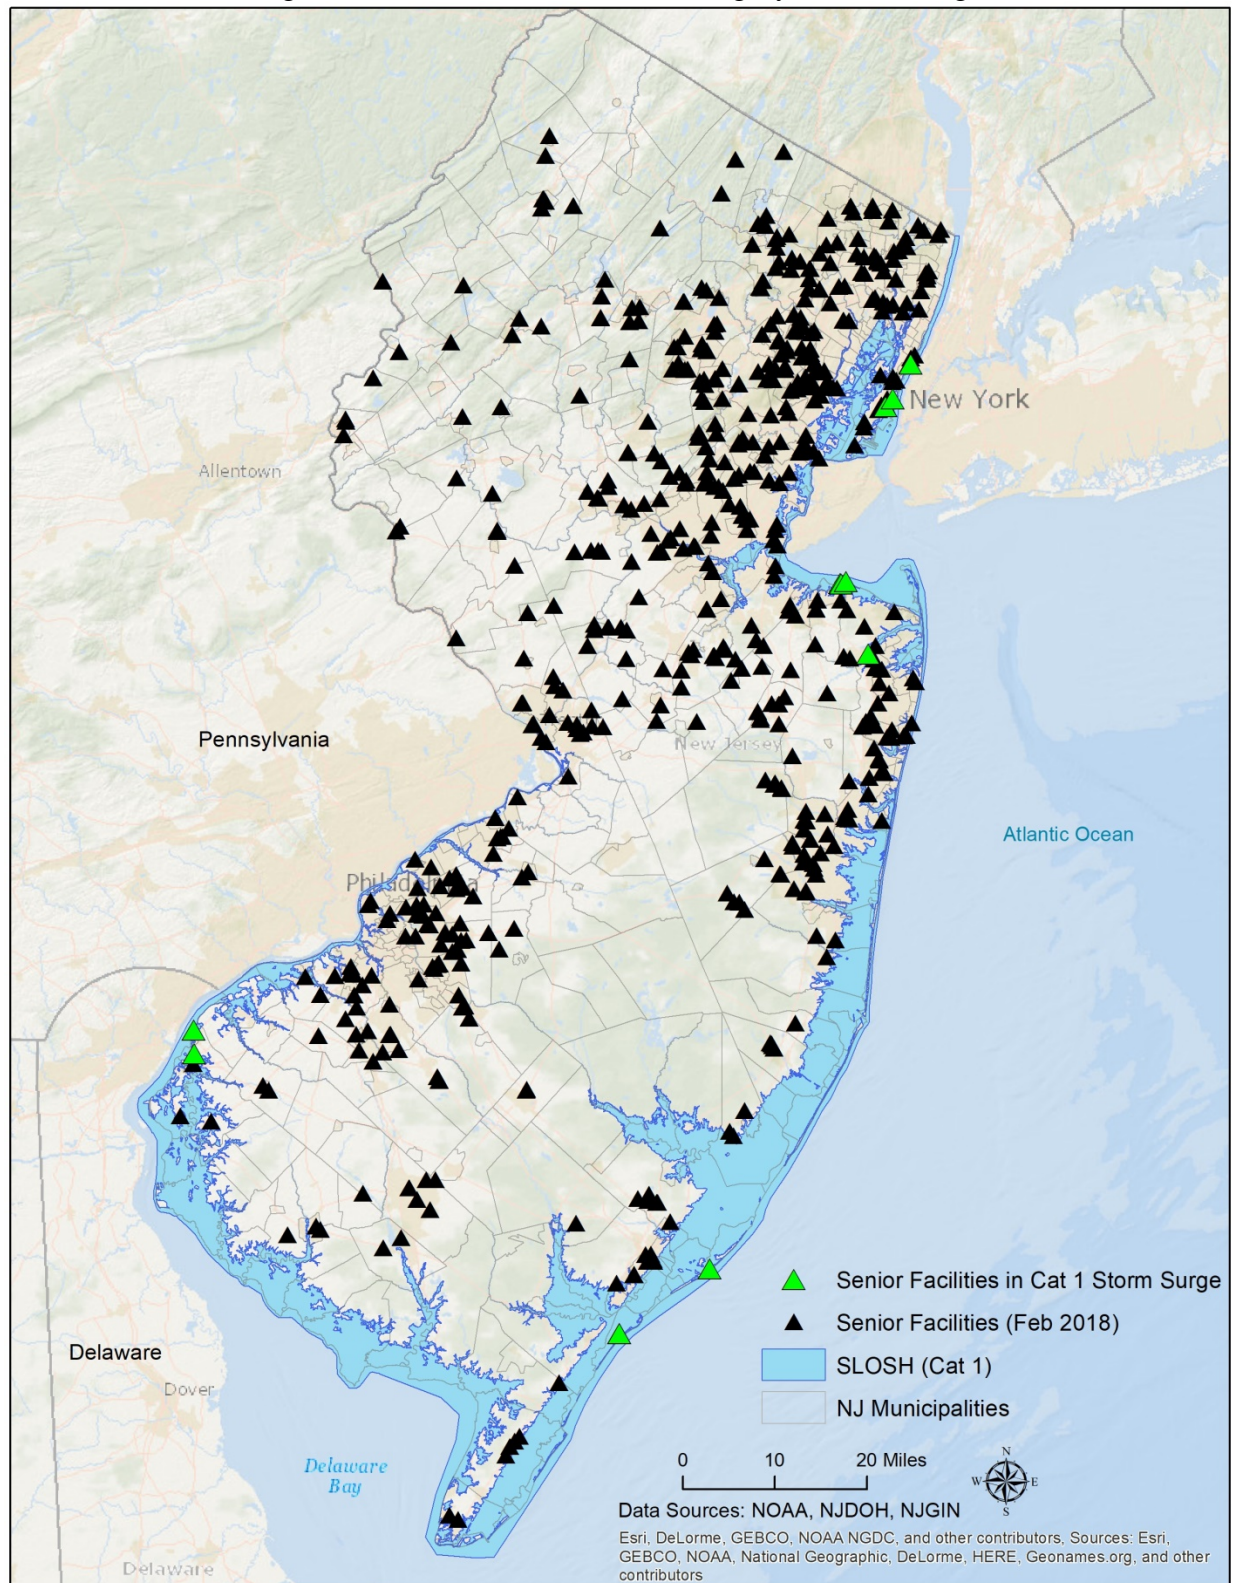 New York
Allentown
Pennsylvania
New Jersey
Atlantic Ocean
Philadelphia
Senior Facilities in Cat 1 Storm Surge
Senior Facilities (Feb 2018)
SLOSH (Cat 1)
NJ Municipalities
Delaware
Dover
Delaware
Bay
0 10 20 Miles
N
W E
S
Data Sources: NOAA, NJDOH, NJGIN
Esri, DeLorme, GEBCO, NOAA NGDC, and other contributors, Sources: Esri,
GEBCO, NOAA, National Geographic, DeLorme, HERE, Geonames.org, and other
contributors
Delaware